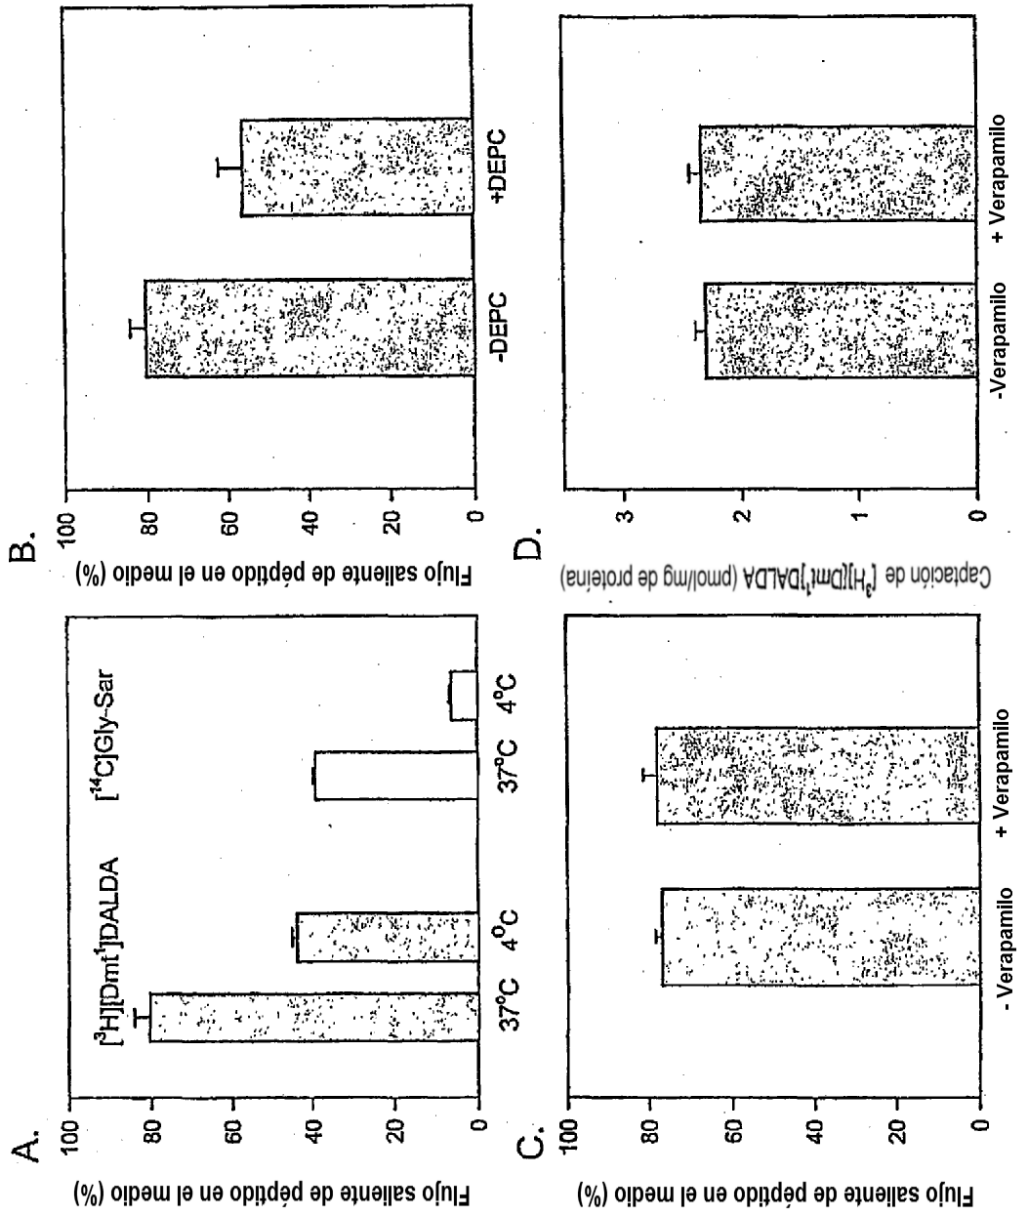 A.
Flujo saliente de péptido en el medio (%)
100
80
60
40
20
0
[³H][Dmt¹]DALDA
[¹⁴C]Gly-Sar
37°C
4°C
37°C
4°C
B.
Flujo saliente de péptido en el medio (%)
100
80
60
40
20
0
-DEPC
+DEPC
C.
Flujo saliente de péptido en el medio (%)
100
80
60
40
20
0
- Verapamilo
+ Verapamilo
D.
Captación de [³H][Dmt¹]DALDA (pmol/mg de proteína)
3
2
1
0
-Verapamilo
+ Verapamilo